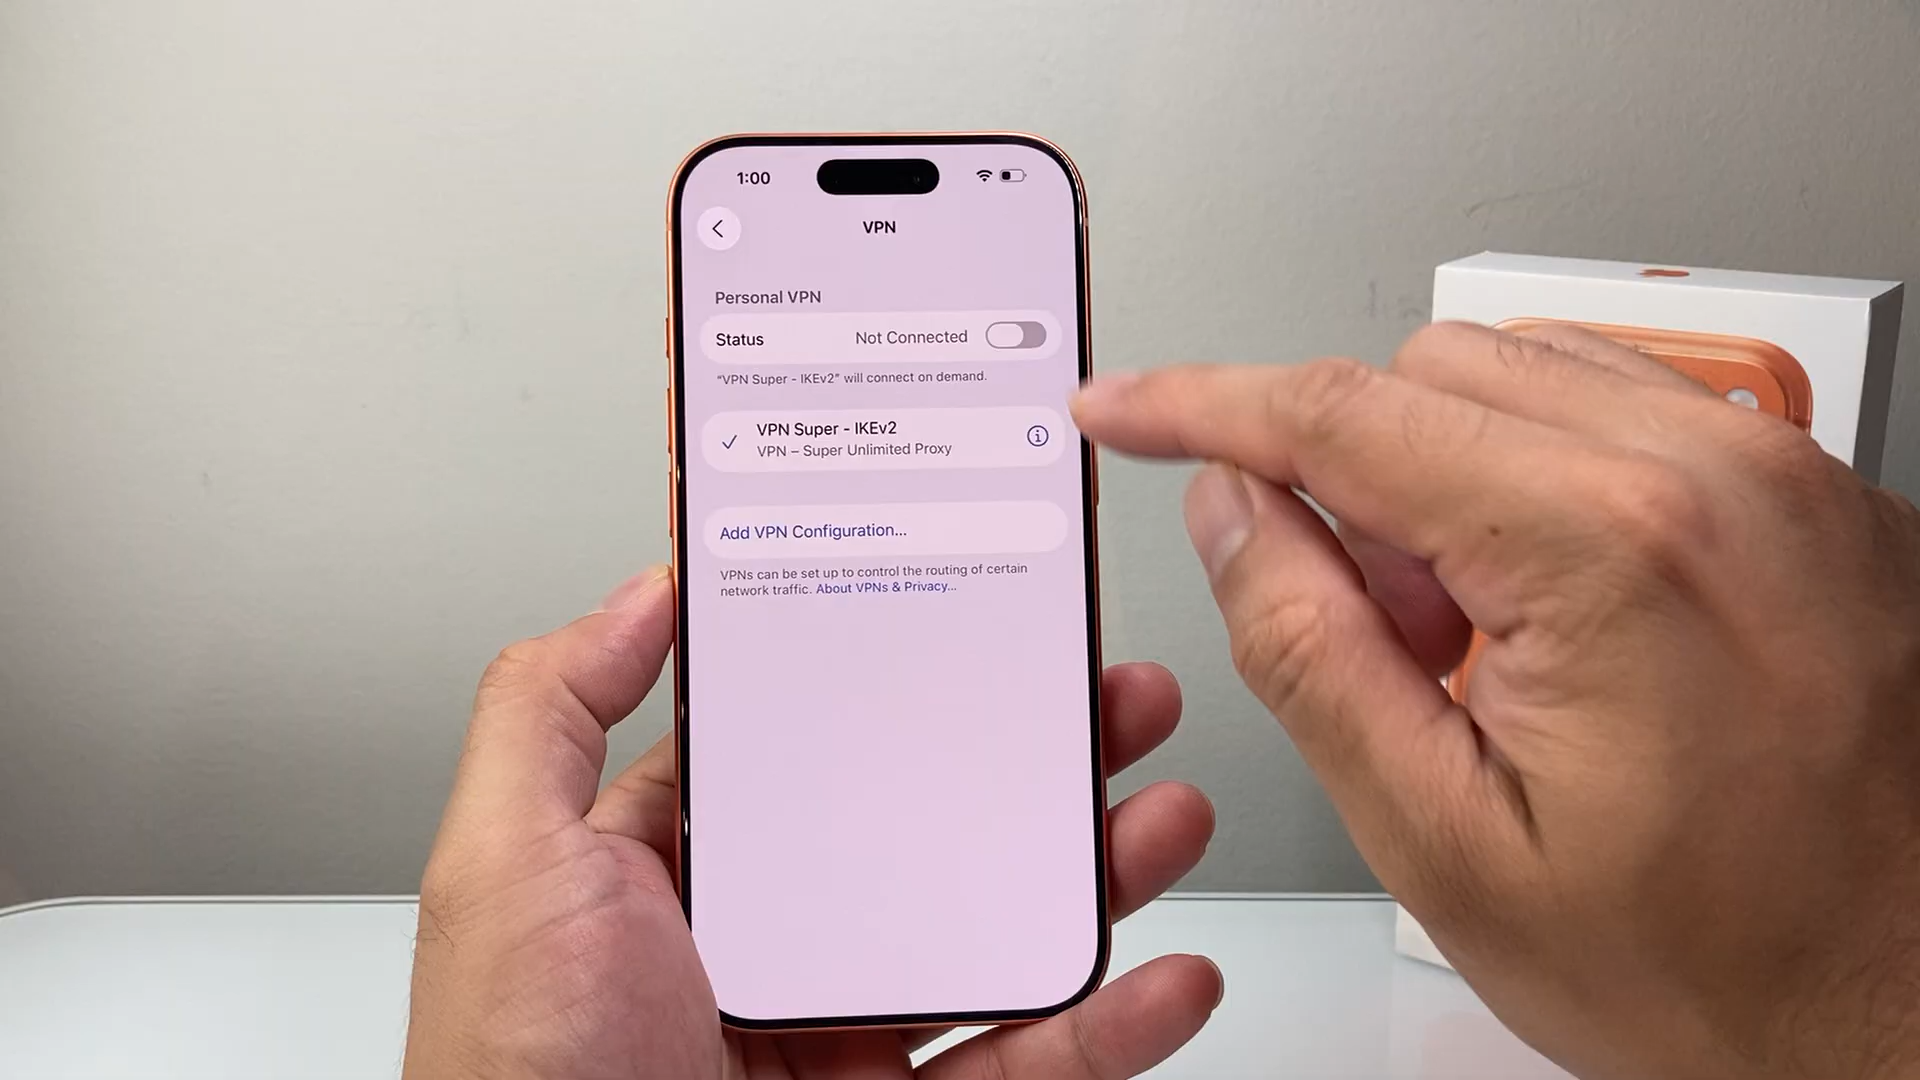 1:00
VPN
Personal VPN
Status Not Connected
"VPN Super - IKEv2" will connect on demand.
VPN Super - IKEv2
VPN – Super Unlimited Proxy
Add VPN Configuration...
VPNs can be set up to control the routing of certain
network traffic. About VPNs & Privacy...